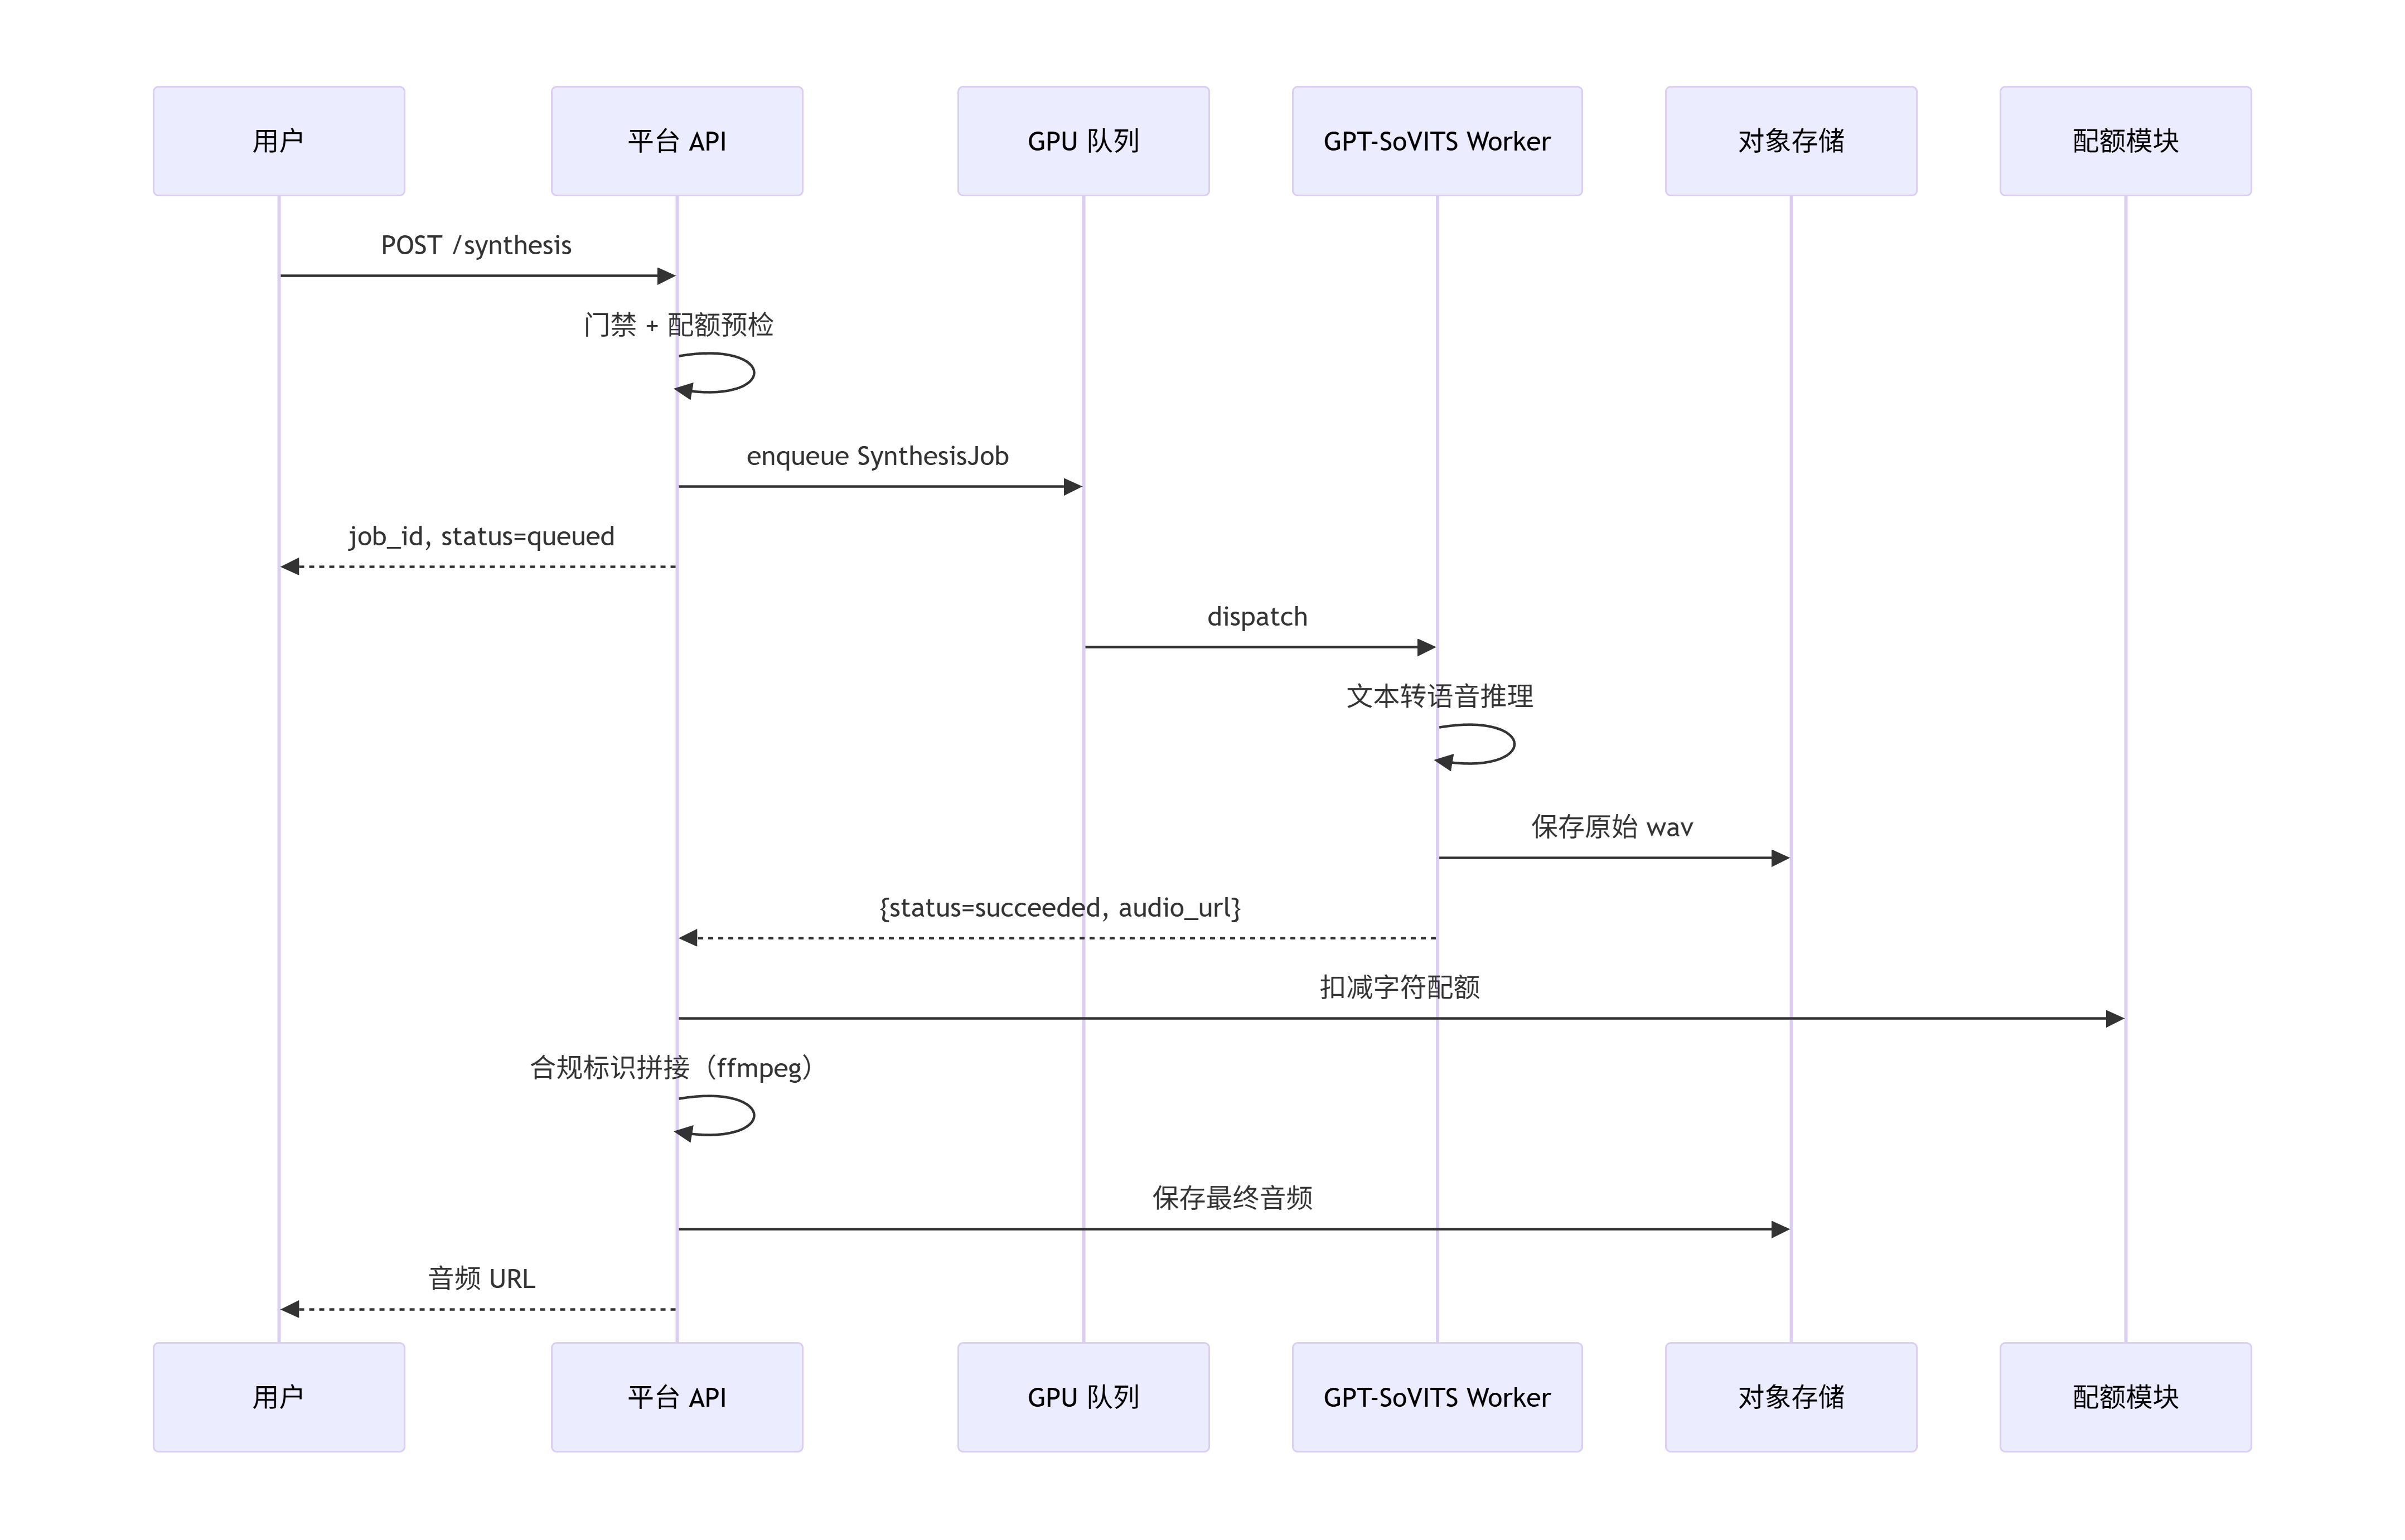 用户
平台 API
GPU 队列
GPT-SoVITS Worker
对象存储
配额模块
POST /synthesis
门禁 + 配额预检
enqueue SynthesisJob
job_id, status=queued
dispatch
文本转语音推理
保存原始 wav
{status=succeeded, audio_url}
扣减字符配额
合规标识拼接（ffmpeg）
保存最终音频
音频 URL
用户
平台 API
GPU 队列
GPT-SoVITS Worker
对象存储
配额模块